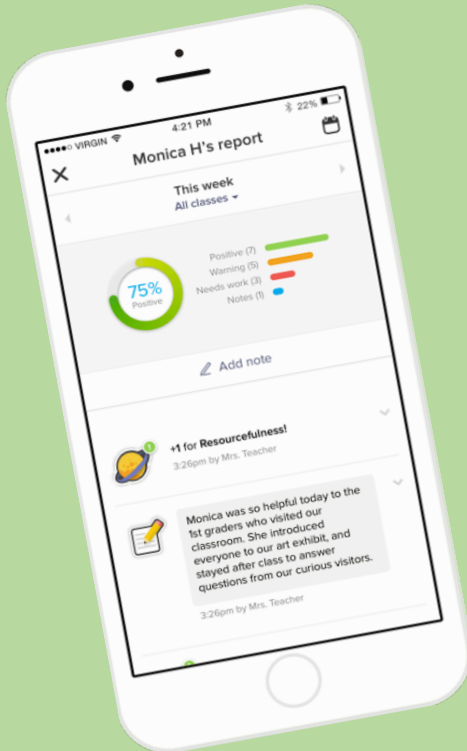 VIRGIN 4:21 PM 22%
Monica H's report
This week
All classes
75%
Positive
Positive (7)
Warning (5)
Needs work (3)
Notes (1)
Add note
1
+1 for Resourcefulness!
3:26pm by Mrs. Teacher
Monica was so helpful today to the
1st graders who visited our
classroom. She introduced
everyone to our art exhibit, and
stayed after class to answer
questions from our curious visitors.
3:26pm by Mrs. Teacher